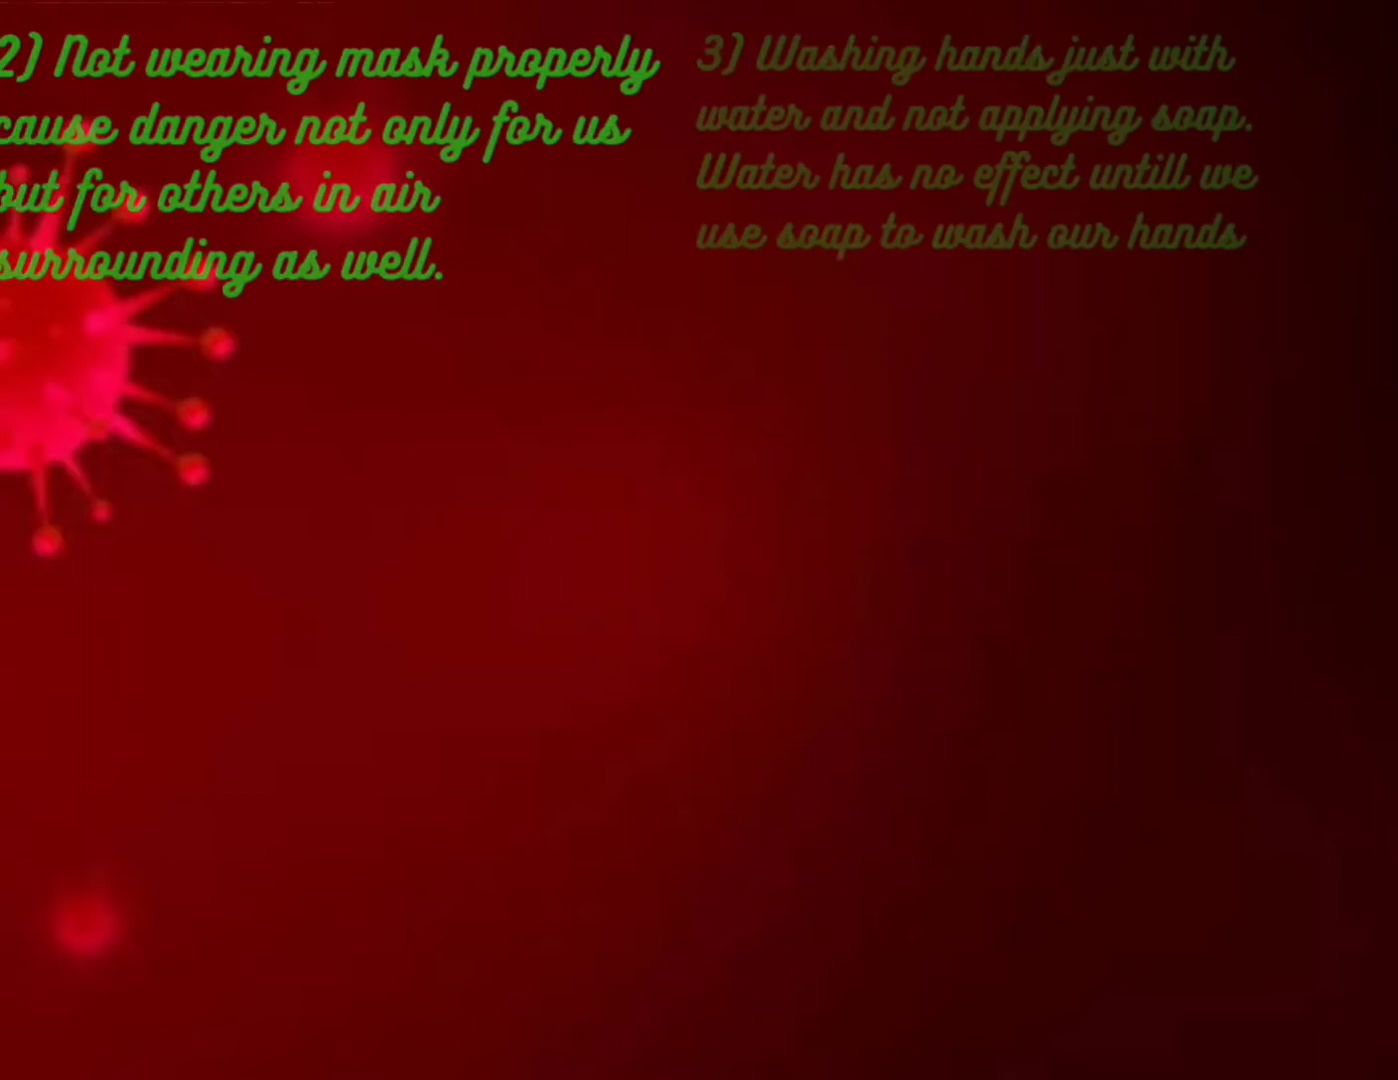 2) Not wearing mask properly
cause danger not only for us
but for others in air
surrounding as well.
3) Washing hands just with
water and not applying soap.
Water has no effect untill we
use soap to wash our hands